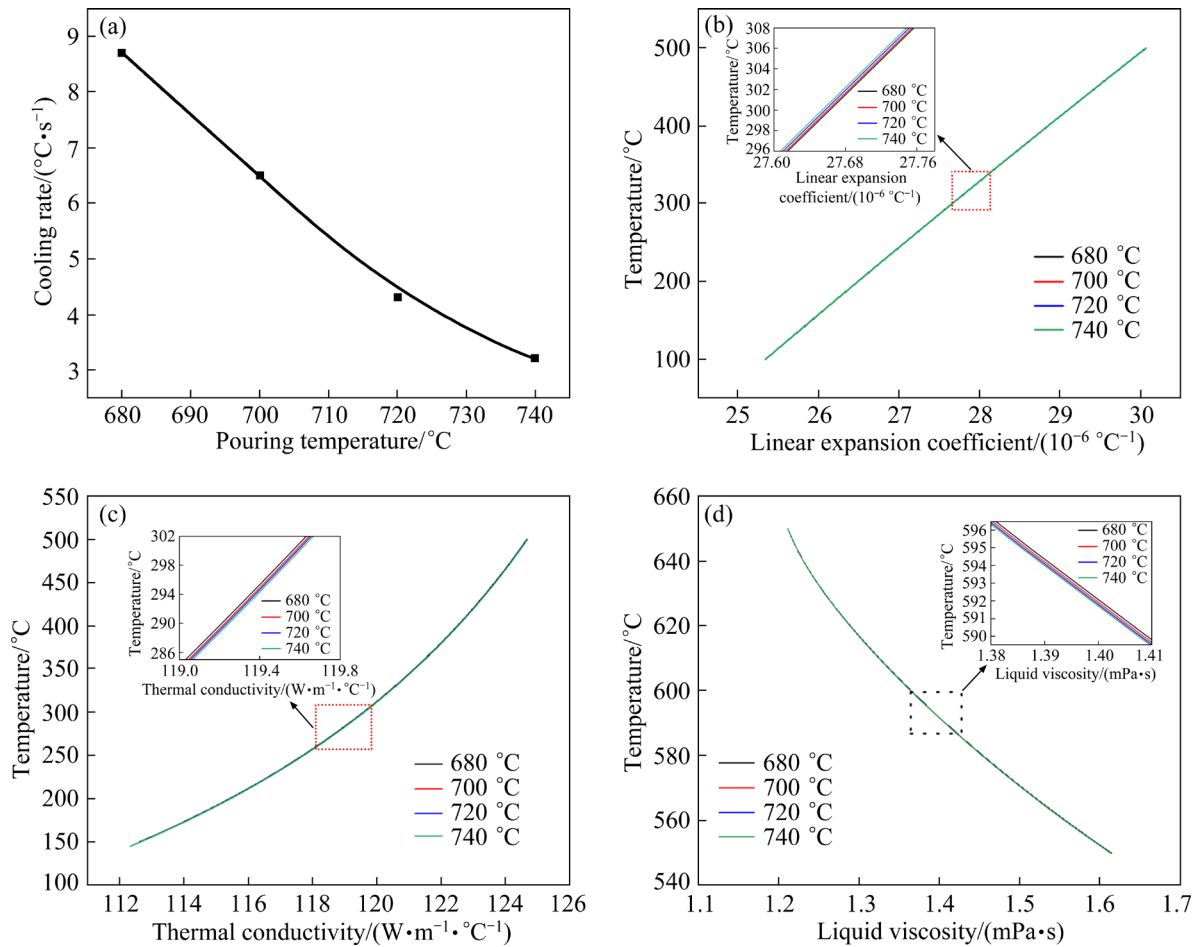 (a)
9
8
7
6
5
4
3
Cooling rate/(°C•s⁻¹)
680 690 700 710 720 730 740
Pouring temperature/°C
(b)
500
400
300
200
100
Temperature/°C
308
306
304
302
300
298
296
Temperature/°C
680 °C
700 °C
720 °C
740 °C
27.60 27.68 27.76
Linear expansion
coefficient/(10⁻⁶ °C⁻¹)
680 °C
700 °C
720 °C
740 °C
25 26 27 28 29 30
Linear expansion coefficient/(10⁻⁶ °C⁻¹)
(c)
550
500
450
400
350
300
250
200
150
100
Temperature/°C
302
298
294
290
286
Temperature/°C
680 °C
700 °C
720 °C
740 °C
119.0 119.4 119.8
Thermal conductivity/(W•m⁻¹•°C⁻¹)
680 °C
700 °C
720 °C
740 °C
112 114 116 118 120 122 124 126
Thermal conductivity/(W•m⁻¹•°C⁻¹)
(d)
660
640
620
600
580
560
540
Temperature/°C
596
595
594
593
592
591
590
Temperature/°C
680 °C
700 °C
720 °C
740 °C
1.38 1.39 1.40 1.41
Liquid viscosity/(mPa•s)
680 °C
700 °C
720 °C
740 °C
1.1 1.2 1.3 1.4 1.5 1.6 1.7
Liquid viscosity/(mPa•s)